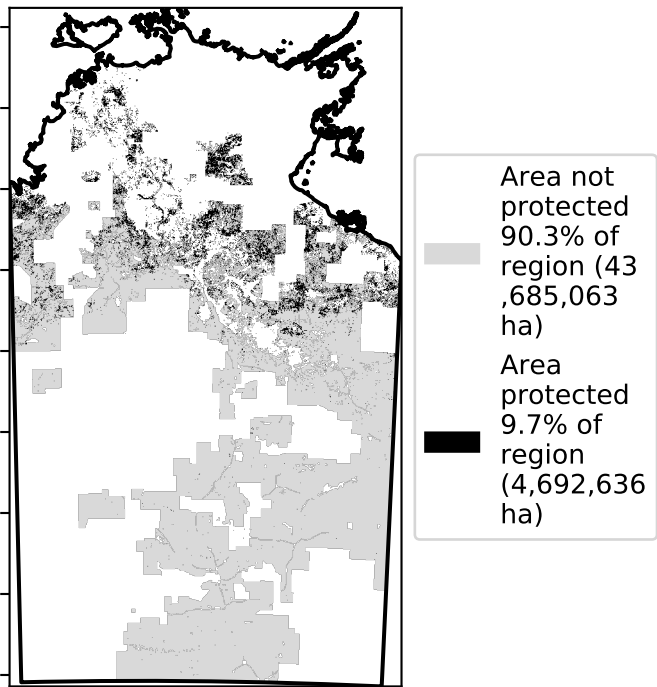 Area not
protected
90.3% of
region (43
,685,063
ha)
Area
protected
9.7% of
region
(4,692,636
ha)